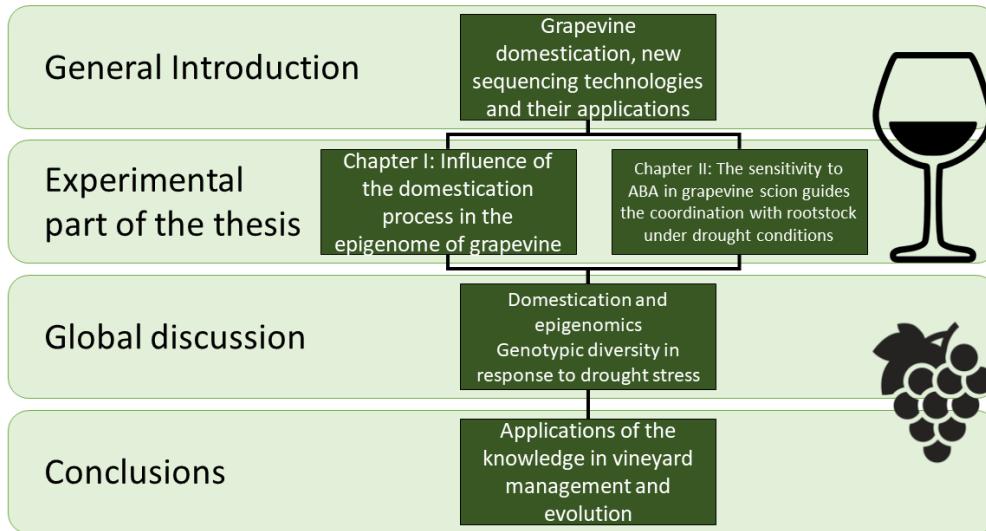 General Introduction
Grapevine
domestication, new
sequencing technologies
and their applications
Experimental
part of the thesis
Chapter I: Influence of
the domestication
process in the
epigenome of grapevine
Chapter II: The sensitivity to
ABA in grapevine scion guides
the coordination with rootstock
under drought conditions
Global discussion
Domestication and
epigenomics
Genotypic diversity in
response to drought stress
Conclusions
Applications of the
knowledge in vineyard
management and
evolution